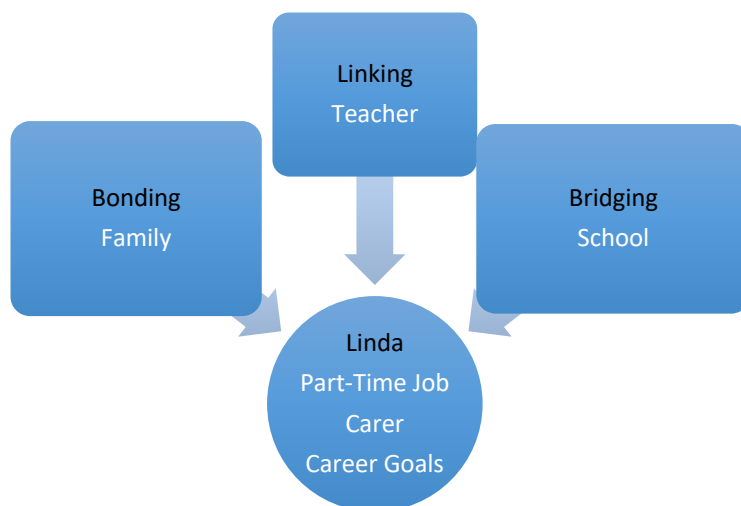 Linking
Teacher
Bonding
Family
Bridging
School
Linda
Part-Time Job
Carer
Career Goals